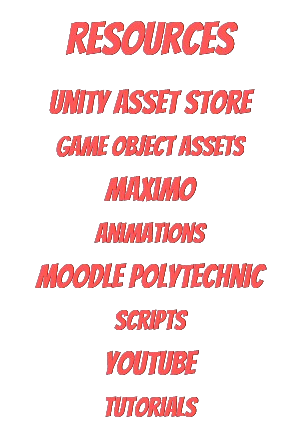 RESOURCES
UNITY ASSET STORE
GAME OBJECT ASSETS
MAXIMO
ANIMATIONS
MOODLE POLYTECHNIC
SCRIPTS
YOUTUBE
TUTORIALS